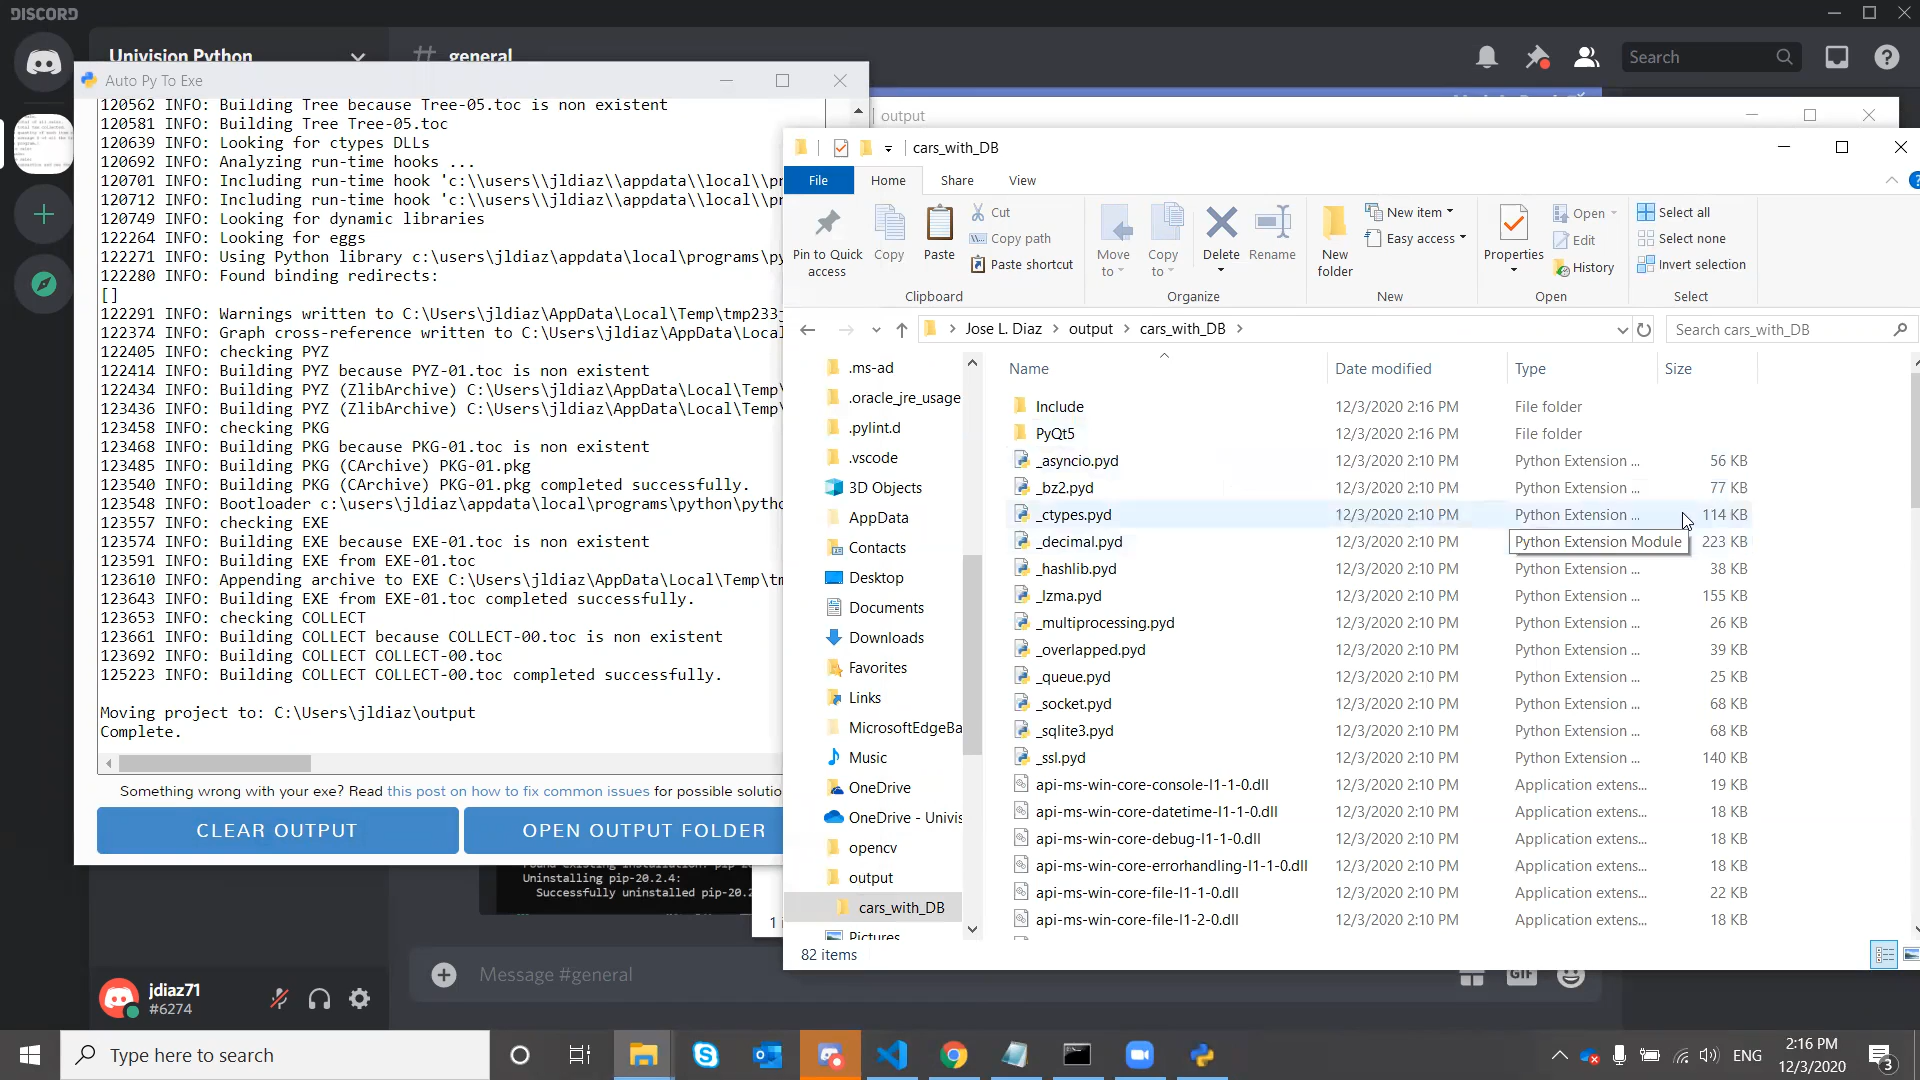 DISCORD
Univision Python
general
Search
Auto Py To Exe
120562 INFO: Building Tree because Tree-05.toc is non existent
120581 INFO: Building Tree Tree-05.toc
120639 INFO: Looking for ctypes DLLs
120692 INFO: Analyzing run-time hooks ...
120701 INFO: Including run-time hook 'c:\\users\\jldiaz\\appdata\\local\\pr
120712 INFO: Including run-time hook 'c:\\users\\jldiaz\\appdata\\local\\pr
120749 INFO: Looking for dynamic libraries
122264 INFO: Looking for eggs
122271 INFO: Using Python library c:\users\jldiaz\appdata\local\programs\py
122280 INFO: Found binding redirects:
[]
122291 INFO: Warnings written to C:\Users\jldiaz\AppData\Local\Temp\tmp233
122374 INFO: Graph cross-reference written to C:\Users\jldiaz\AppData\Local
122405 INFO: checking PYZ
122414 INFO: Building PYZ because PYZ-01.toc is non existent
122434 INFO: Building PYZ (ZlibArchive) C:\Users\jldiaz\AppData\Local\Temp\
123436 INFO: Building PYZ (ZlibArchive) C:\Users\jldiaz\AppData\Local\Temp\
123458 INFO: checking PKG
123468 INFO: Building PKG because PKG-01.toc is non existent
123485 INFO: Building PKG (CArchive) PKG-01.pkg
123540 INFO: Building PKG (CArchive) PKG-01.pkg completed successfully.
123548 INFO: Bootloader c:\users\jldiaz\appdata\local\programs\python\pytho
123557 INFO: checking EXE
123574 INFO: Building EXE because EXE-01.toc is non existent
123591 INFO: Building EXE from EXE-01.toc
123610 INFO: Appending archive to EXE C:\Users\jldiaz\AppData\Local\Temp\tm
123643 INFO: Building EXE from EXE-01.toc completed successfully.
123653 INFO: checking COLLECT
123661 INFO: Building COLLECT because COLLECT-00.toc is non existent
123692 INFO: Building COLLECT COLLECT-00.toc
125223 INFO: Building COLLECT COLLECT-00.toc completed successfully.
Moving project to: C:\Users\jldiaz\output
Complete.
Something wrong with your exe? Read this post on how to fix common issues for possible solutio
CLEAR OUTPUT
OPEN OUTPUT FOLDER
Uninstalling pip-20.2.4:
Successfully uninstalled pip-20.2
output
cars_with_DB
File Home Share View
Pin to Quick access
Copy
Paste
Cut
Copy path
Paste shortcut
Clipboard
Move to
Copy to
Delete
Rename
Organize
New folder
New item
Easy access
New
Properties
Open
Edit
History
Open
Select all
Select none
Invert selection
Select
Jose L. Diaz > output > cars_with_DB >
Search cars_with_DB
.ms-ad
.oracle_jre_usage
.pylint.d
.vscode
3D Objects
AppData
Contacts
Desktop
Documents
Downloads
Favorites
Links
MicrosoftEdgeBa
Music
OneDrive
OneDrive - Univis
opencv
output
cars_with_DB
Pictures
Name Date modified Type Size
Include 12/3/2020 2:16 PM File folder
PyQt5 12/3/2020 2:16 PM File folder
_asyncio.pyd 12/3/2020 2:10 PM Python Extension ... 56 KB
_bz2.pyd 12/3/2020 2:10 PM Python Extension ... 77 KB
_ctypes.pyd 12/3/2020 2:10 PM Python Extension ... 114 KB
_decimal.pyd 12/3/2020 2:10 PM Python Extension Module 223 KB
_hashlib.pyd 12/3/2020 2:10 PM Python Extension ... 38 KB
_lzma.pyd 12/3/2020 2:10 PM Python Extension ... 155 KB
_multiprocessing.pyd 12/3/2020 2:10 PM Python Extension ... 26 KB
_overlapped.pyd 12/3/2020 2:10 PM Python Extension ... 39 KB
_queue.pyd 12/3/2020 2:10 PM Python Extension ... 25 KB
_socket.pyd 12/3/2020 2:10 PM Python Extension ... 68 KB
_sqlite3.pyd 12/3/2020 2:10 PM Python Extension ... 68 KB
_ssl.pyd 12/3/2020 2:10 PM Python Extension ... 140 KB
api-ms-win-core-console-l1-1-0.dll 12/3/2020 2:10 PM Application extens... 19 KB
api-ms-win-core-datetime-l1-1-0.dll 12/3/2020 2:10 PM Application extens... 18 KB
api-ms-win-core-debug-l1-1-0.dll 12/3/2020 2:10 PM Application extens... 18 KB
api-ms-win-core-errorhandling-l1-1-0.dll 12/3/2020 2:10 PM Application extens... 18 KB
api-ms-win-core-file-l1-1-0.dll 12/3/2020 2:10 PM Application extens... 22 KB
api-ms-win-core-file-l1-2-0.dll 12/3/2020 2:10 PM Application extens... 18 KB
82 items
1 i
jdiaz71
#6274
Message #general
GIF
Type here to search
ENG
2:16 PM
12/3/2020
3